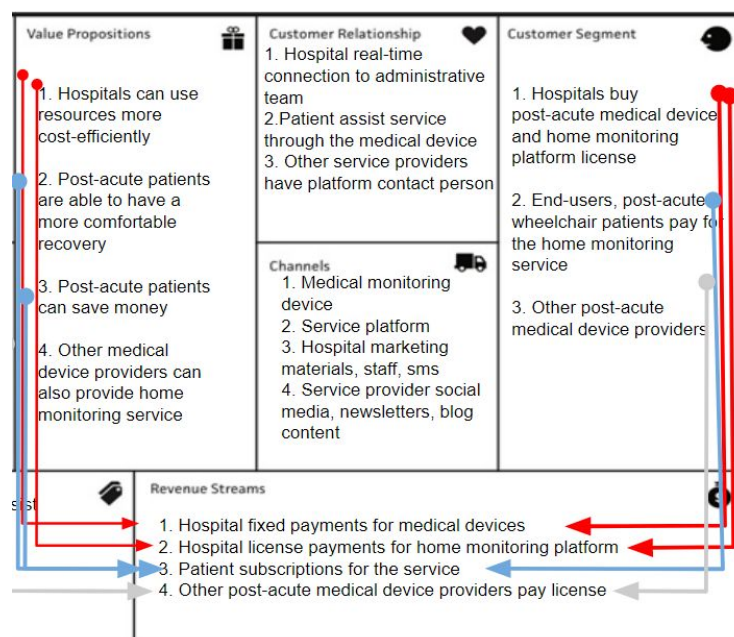 Value Propositions
1. Hospitals can use
resources more
cost-efficiently
2. Post-acute patients
are able to have a
more comfortable
recovery
3. Post-acute patients
can save money
4. Other medical
device providers can
also provide home
monitoring service
Customer Relationship
1. Hospital real-time
connection to administrative
team
2.Patient assist service
through the medical device
3. Other service providers
have platform contact person
Channels
1. Medical monitoring
device
2. Service platform
3. Hospital marketing
materials, staff, sms
4. Service provider social
media, newsletters, blog
content
Customer Segment
1. Hospitals buy
post-acute medical device
and home monitoring
platform license
2. End-users, post-acute
wheelchair patients pay for
the home monitoring
service
3. Other post-acute
medical device providers
Revenue Streams
1. Hospital fixed payments for medical devices
2. Hospital license payments for home monitoring platform
3. Patient subscriptions for the service
4. Other post-acute medical device providers pay license